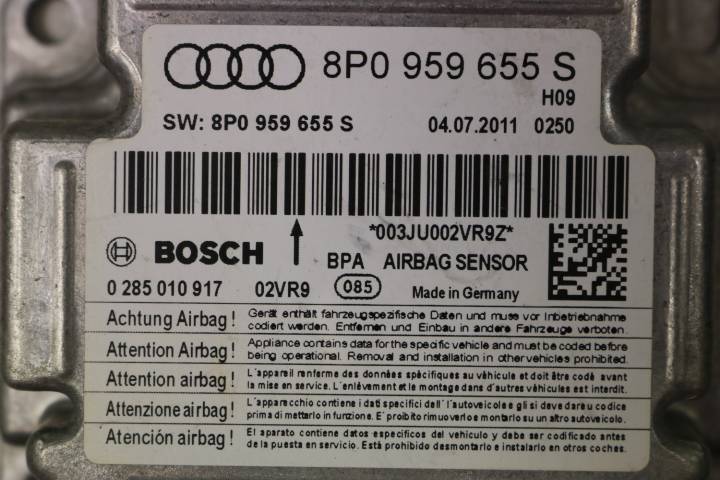 8P0 959 655 S
H09
SW: 8P0 959 655 S 04.07.2011 0250
*003JU002VR9Z*
BOSCH BPA AIRBAG SENSOR
0 285 010 917 02VR9 085 Made in Germany
Achtung Airbag! Gerät enthält fahrzeugspezifische Daten und muss vor Inbetriebnahme
codiert werden. Entfernen und Einbau in andere Fahrzeuge verboten.
Attention Airbag! Appliance contains data for the specific vehicle and must be coded before
being operational. Removal and installation in other vehicles prohibited.
Attention airbag! L'appareil renferme des données spécifiques au véhicule et doit être codé avant
la mise en service. L'enlèvement et le montage dans d'autres véhicules est interdit.
Attenzione airbag! L'apparecchio contiene i dati specifici dell'autoveicolo e gli si deve dare u codice
prima di metterlo in funzione. E' proibito rimuoverlo e montarlo su un altro autoveicolo.
Atención airbag! El aparato contiene datos especificos del vehículo y debe ser codificado antes
de la puesta en servicio. Está prohibido desmontarlo e instalarlo en otros coches.